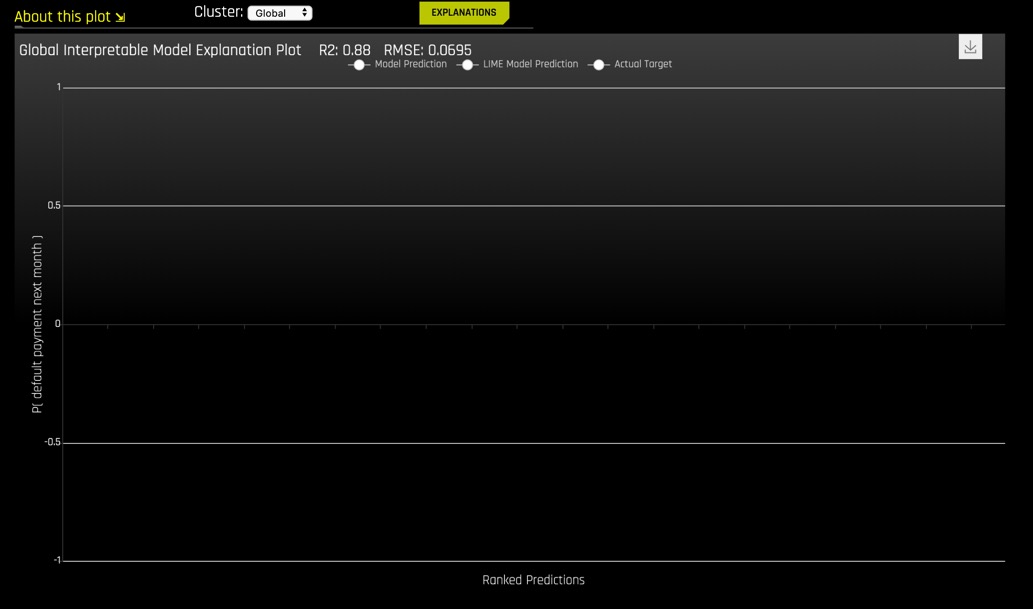 About this plot
Cluster: Global
EXPLANATIONS
Global Interpretable Model Explanation Plot R2: 0.88 RMSE: 0.0695
Model Prediction LIME Model Prediction Actual Target
1
0.5
0
-0.5
-1
P( default payment next month )
Ranked Predictions